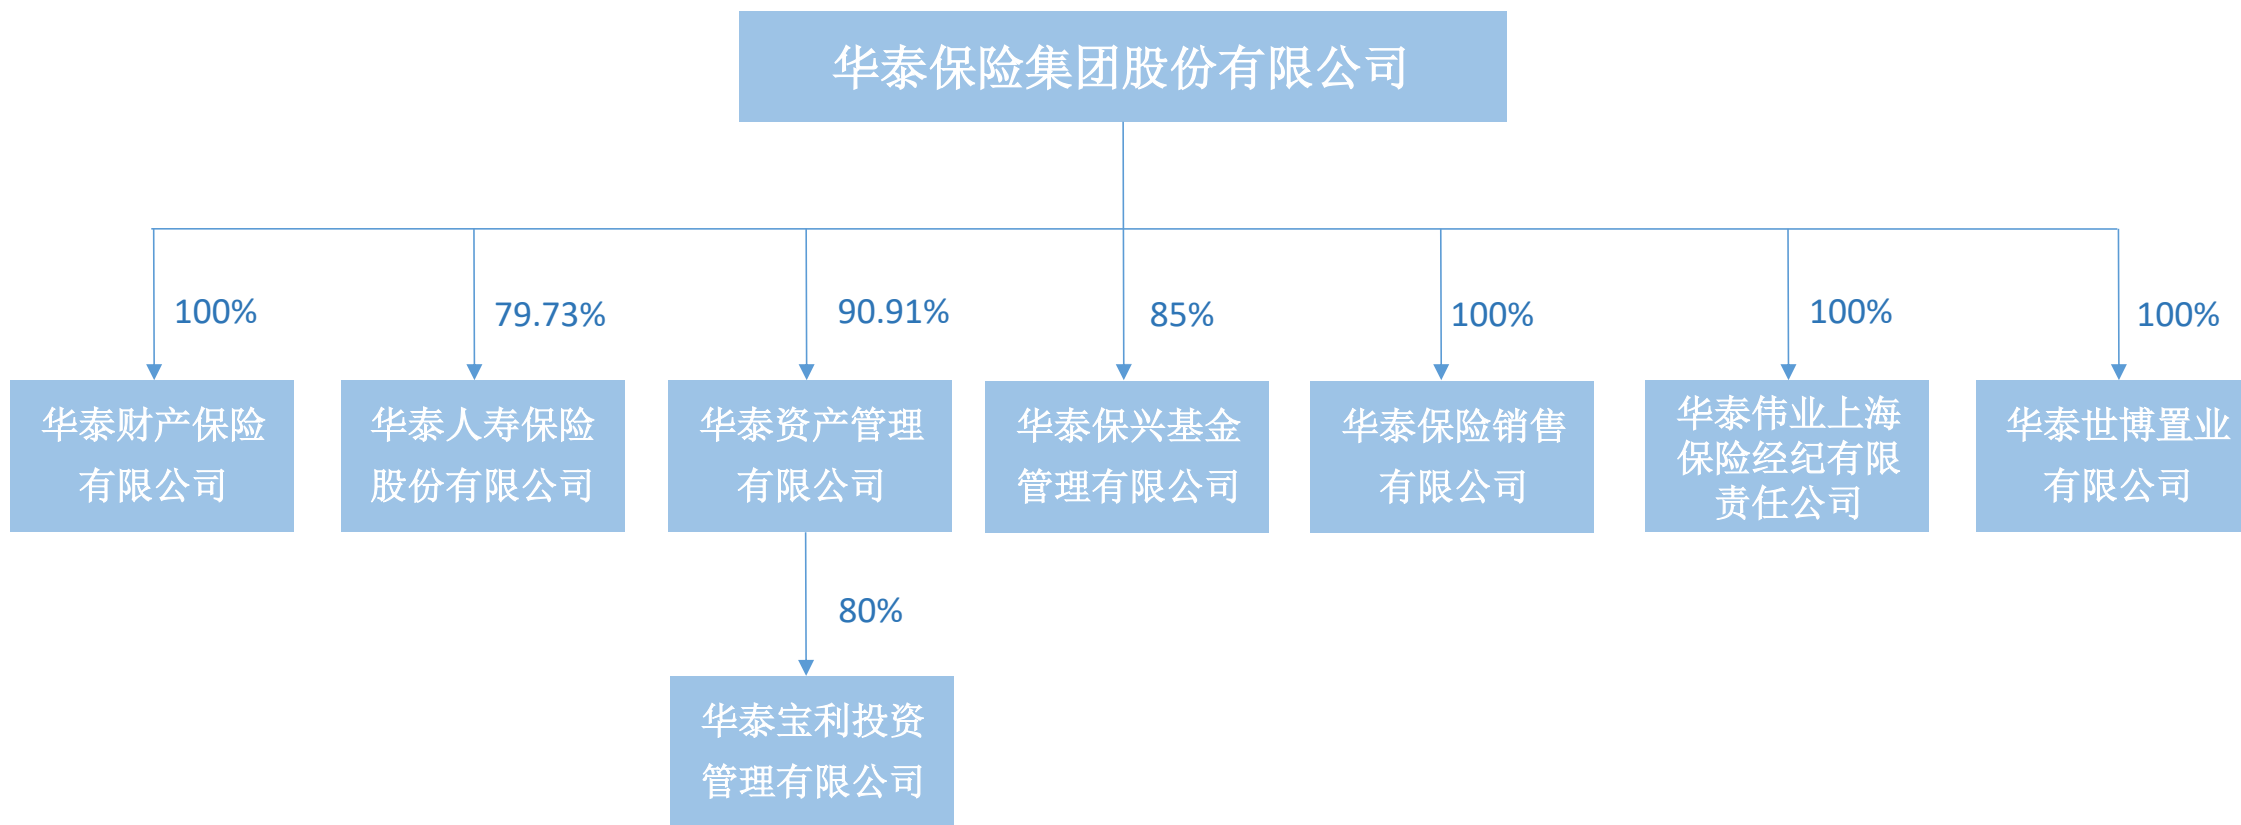 华泰保险集团股份有限公司
100%
79.73%
90.91%
85%
100%
100%
100%
华泰财产保险
有限公司
华泰人寿保险
股份有限公司
华泰资产管理
有限公司
华泰保兴基金
管理有限公司
华泰保险销售
有限公司
华泰伟业上海
保险经纪有限
责任公司
华泰世博置业
有限公司
80%
华泰宝利投资
管理有限公司